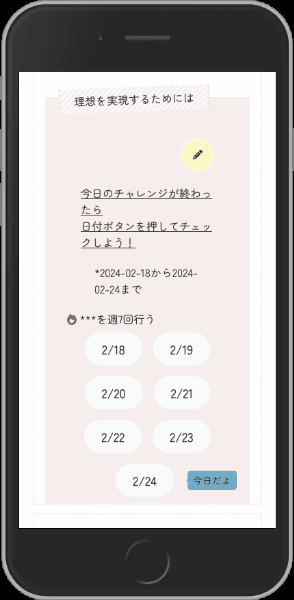 理想を実現するためには
今日のチャレンジが終わっ
たら
日付ボタンを押してチェッ
クしよう！
*2024-02-18から2024-
02-24まで
***を週7回行う
2/18 2/19
2/20 2/21
2/22 2/23
2/24 今日だよ